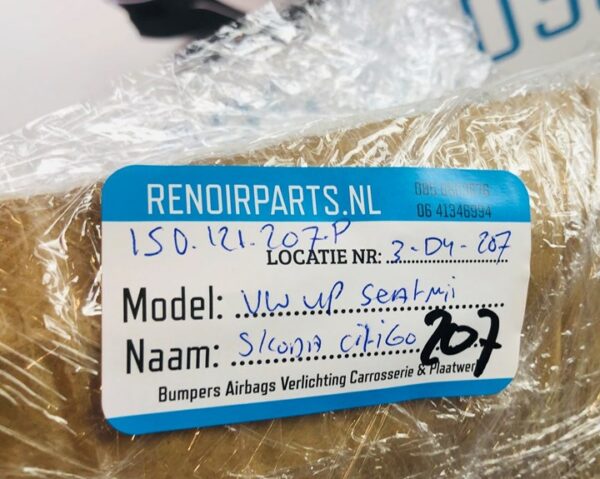 RENOIRPARTS.NL
06 41346994
1S0.121.207.P
LOCATIE NR: 3-D4-207
Model: VW UP Seat mii
Naam: Skoda citiGo 207
Bumpers Airbags Verlichting Carrosserie & Plaatwer